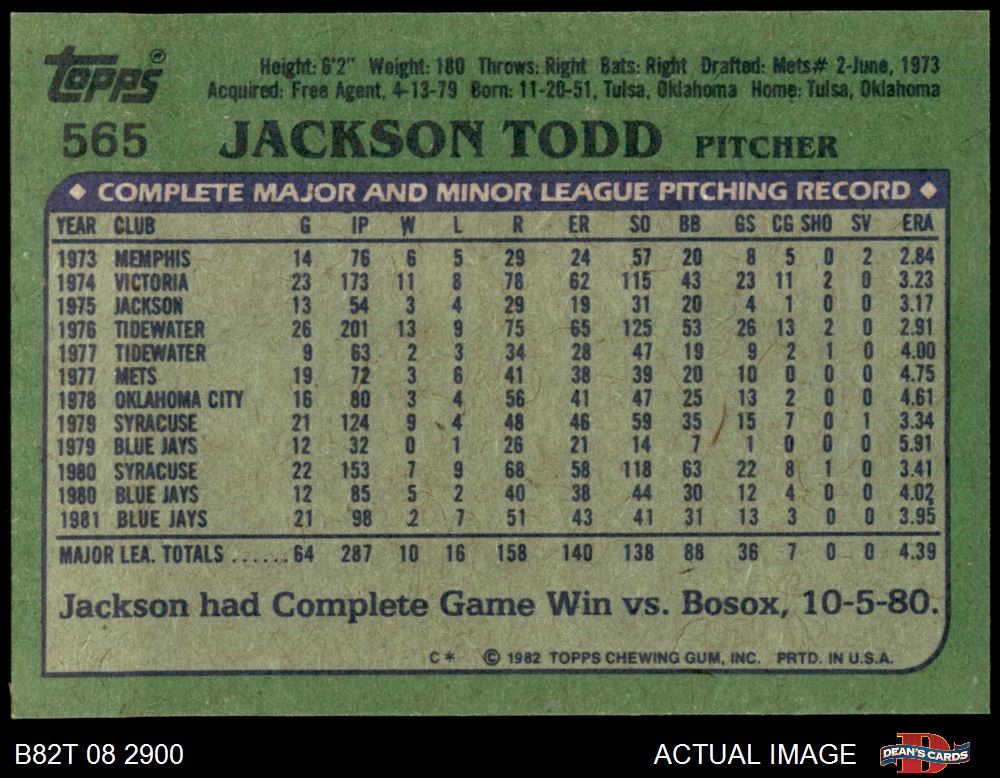 Topps®
Height: 6'2" Weight: 180 Throws: Right Bats: Right Drafted: Mets# 2-June, 1973
Acquired: Free Agent, 4-13-79 Born: 11-20-51, Tulsa, Oklahoma Home: Tulsa, Oklahoma
565 JACKSON TODD PITCHER
◆ COMPLETE MAJOR AND MINOR LEAGUE PITCHING RECORD ◆
YEAR CLUB G IP W L R ER SO BB GS CG SHO SV ERA
1973 MEMPHIS 14 76 6 5 29 24 57 20 8 5 0 2 2.84
1974 VICTORIA 23 173 11 8 78 62 115 43 23 11 2 0 3.23
1975 JACKSON 13 54 3 4 29 19 31 20 4 1 0 0 3.17
1976 TIDEWATER 26 201 13 9 75 65 125 53 26 13 2 0 2.91
1977 TIDEWATER 9 63 2 3 34 28 47 19 9 2 1 0 4.00
1977 METS 19 72 3 6 41 38 39 20 10 0 0 0 4.75
1978 OKLAHOMA CITY 16 80 3 4 56 41 47 25 13 2 0 0 4.61
1979 SYRACUSE 21 124 9 4 48 46 59 35 15 7 0 1 3.34
1979 BLUE JAYS 12 32 0 1 26 21 14 7 1 0 0 0 5.91
1980 SYRACUSE 22 153 7 9 68 58 118 63 22 8 1 0 3.41
1980 BLUE JAYS 12 85 5 2 40 38 44 30 12 4 0 0 4.02
1981 BLUE JAYS 21 98 2 7 51 43 41 31 13 3 0 0 3.95
MAJOR LEA. TOTALS ......64 287 10 16 158 140 138 88 36 7 0 0 4.39
Jackson had Complete Game Win vs. Bosox, 10-5-80.
C* © 1982 TOPPS CHEWING GUM, INC. PRTD. IN U.S.A.
B82T 08 2900 ACTUAL IMAGE DEAN'S CARDS